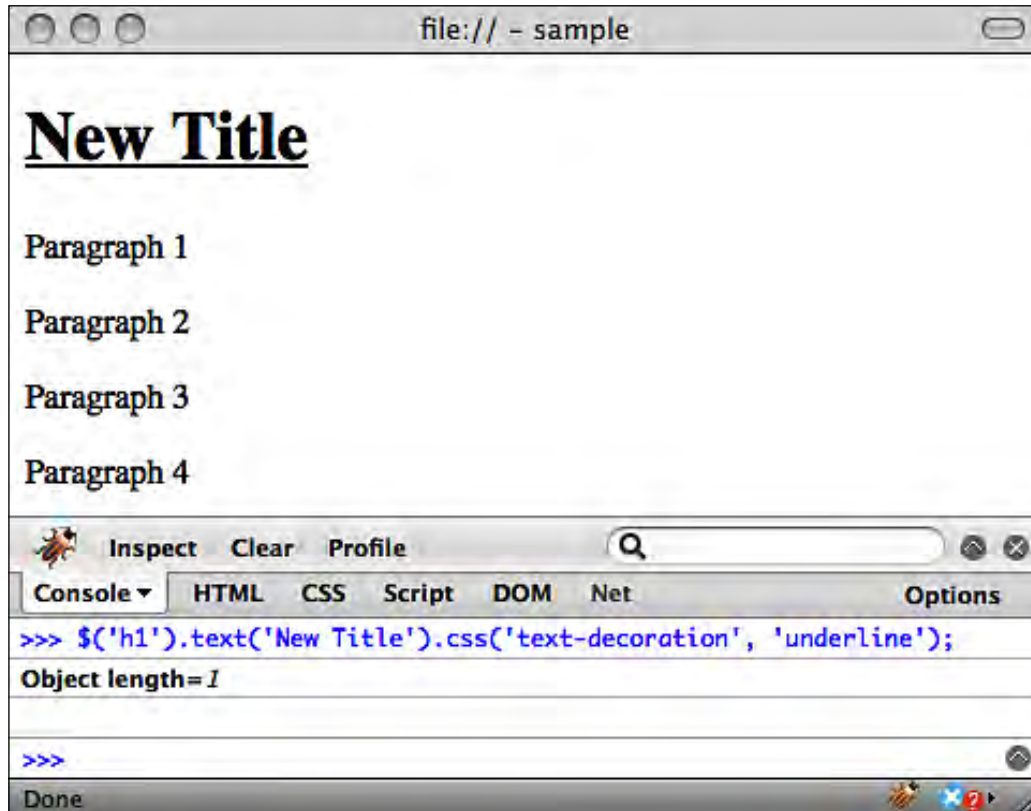 file:// – sample
New Title
Paragraph 1
Paragraph 2
Paragraph 3
Paragraph 4
Inspect Clear Profile
Console HTML CSS Script DOM Net Options
>>> $('h1').text('New Title').css('text-decoration', 'underline');
Object length=1
>>>
Done